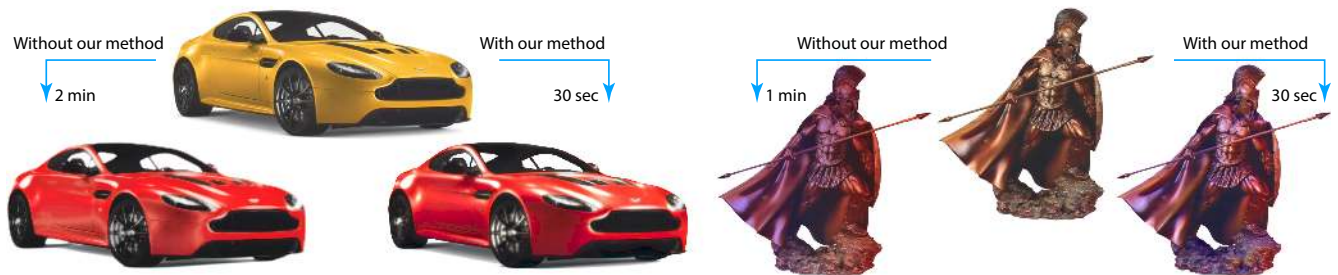 Without our method
With our method
2 min
30 sec
Without our method
With our method
1 min
30 sec